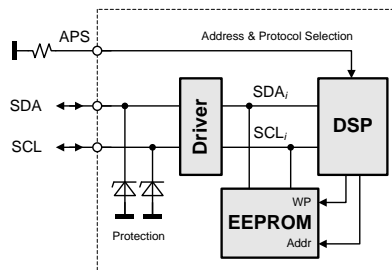 APS
Address & Protocol Selection
SDA
SDAi
SCL
SCLi
Driver
DSP
WP
EEPROM
Addr
Protection